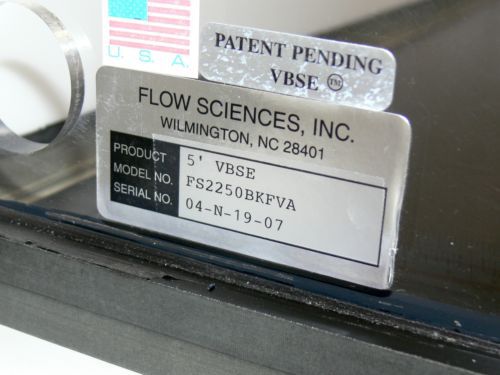 U.S.A.
PATENT PENDING
VBSE TM
FLOW SCIENCES, INC.
WILMINGTON, NC 28401
PRODUCT 5' VBSE
MODEL NO. FS2250BKFVA
SERIAL NO. 04-N-19-07